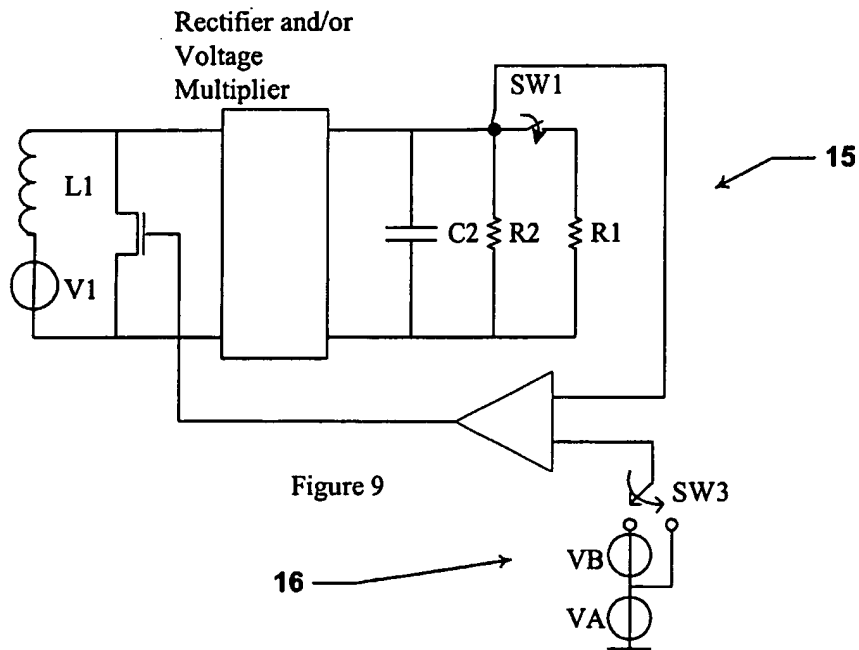 Rectifier and/or
Voltage
Multiplier
SW1
15
L1
C2
R2
R1
V1
Figure 9
SW3
16
VB
VA